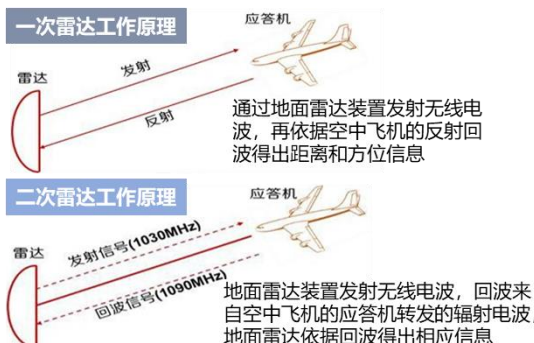 一次雷达工作原理
应答机
雷达
发射
反射
通过地面雷达装置发射无线电
波，再依据空中飞机的反射回
波得出距离和方位信息
二次雷达工作原理
应答机
雷达
发射信号(1030MHz)
回波信号(1090MHz)
地面雷达装置发射无线电波，回波来
自空中飞机的应答机转发的辐射电波，
地面雷达依据回波得出相应信息